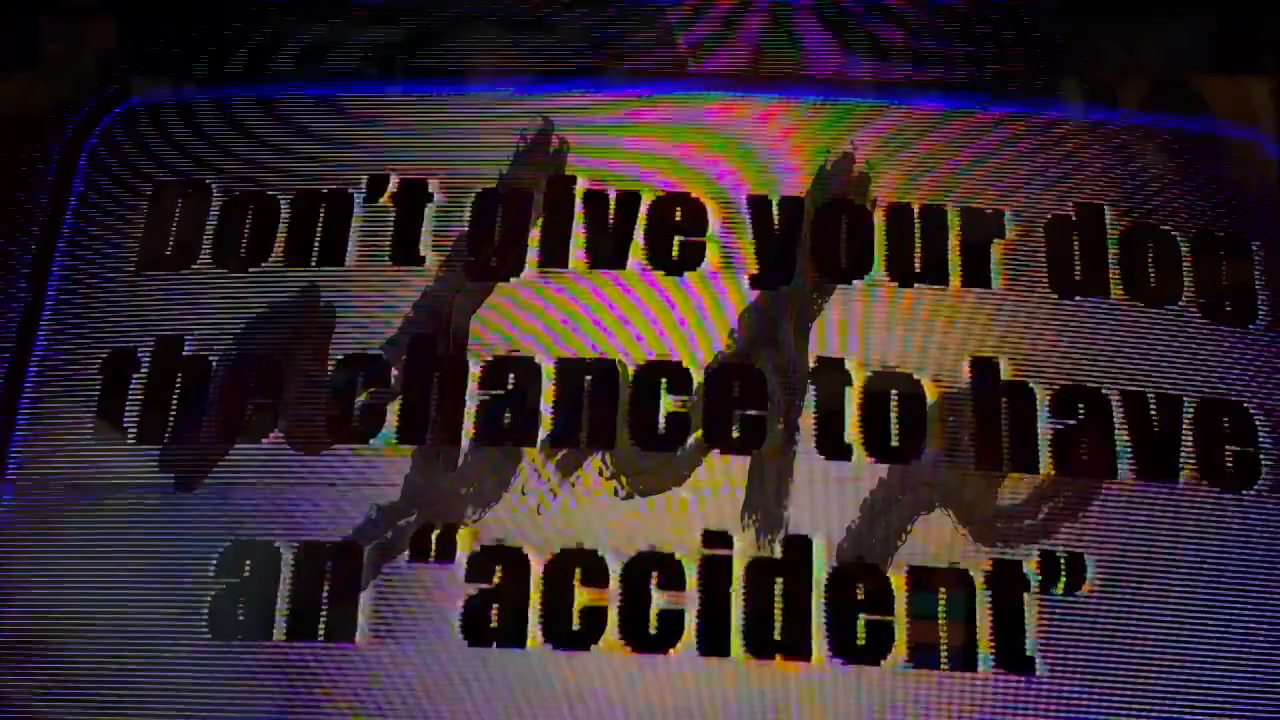 Don't give your dog
the chance to have
an “accident”